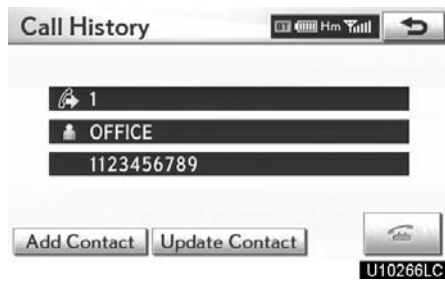 Call History
BT Hm
1
OFFICE
1123456789
Add Contact Update Contact
U10266LC